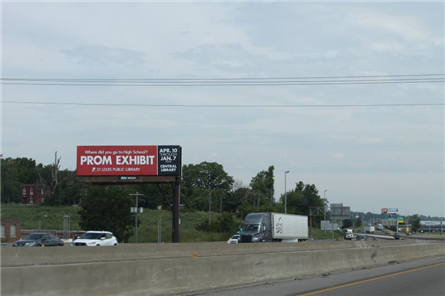 Where did you go to High School?
PROM EXHIBIT
ST. LOUIS PUBLIC LIBRARY
APR. 10
JAN. 7
CENTRAL
LIBRARY